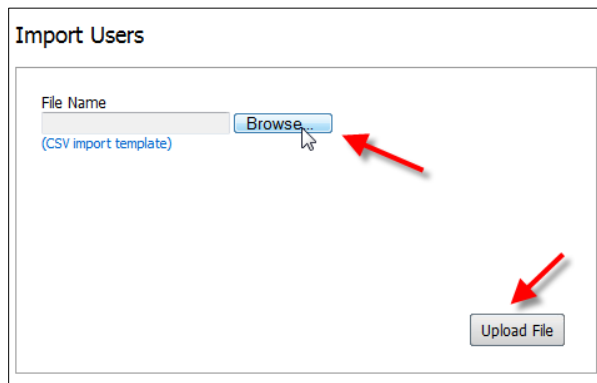 Import Users
File Name
Browse...
(CSV import template)
Upload File